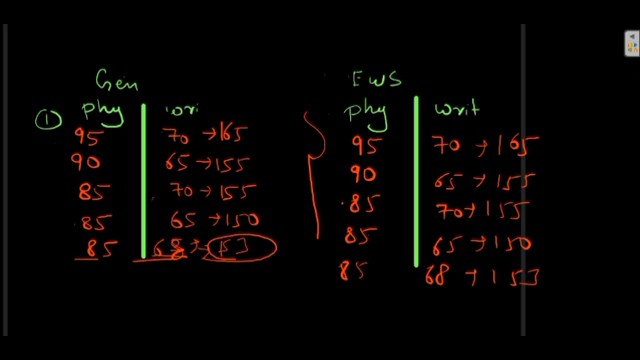 Gen EWS
① phy wri phy writ
95 70 → 165 95 70 → 165
90 65 → 155 90 65 → 155
85 70 → 155 85 70 → 155
85 65 → 150 85 65 → 150
85 68 → 153 85 68 → 153